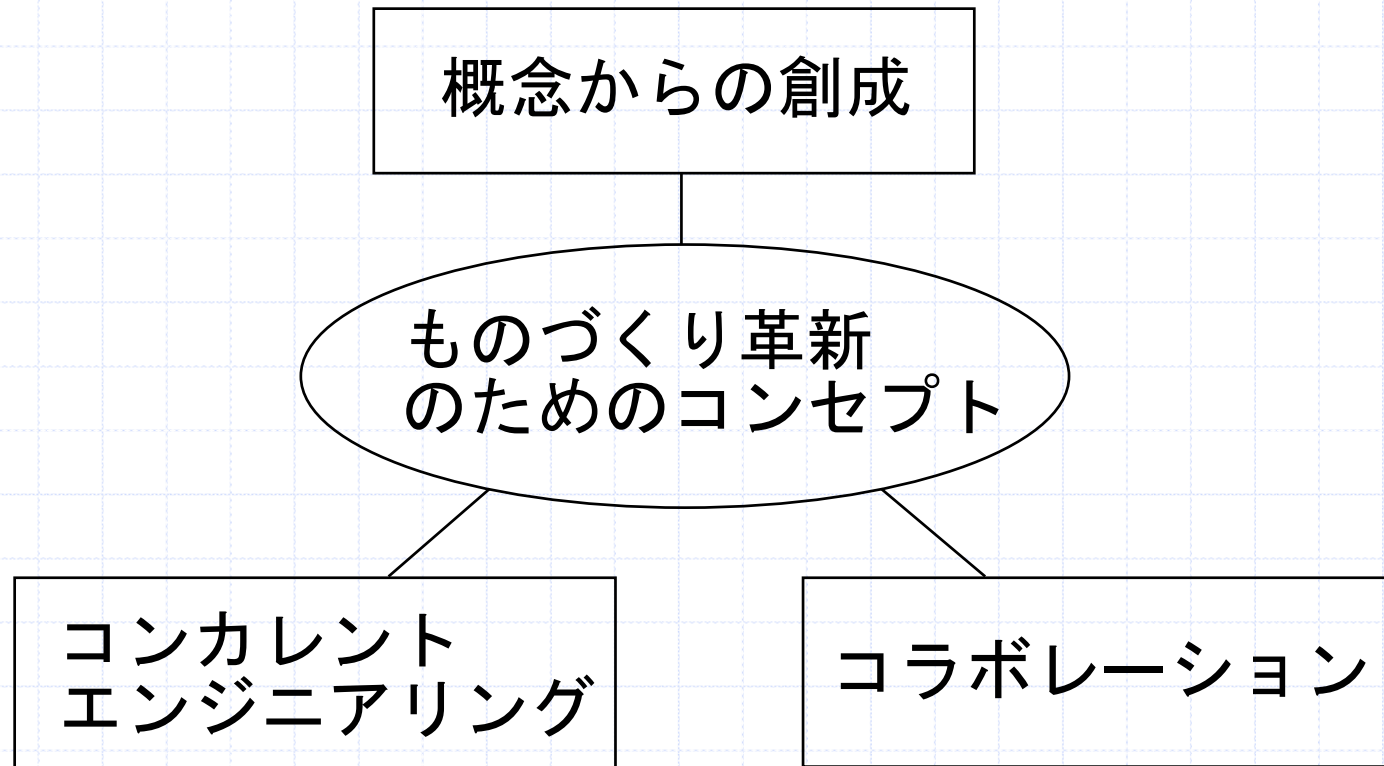 概念からの創成
ものづくり革新
のためのコンセプト
コンカレント
エンジニアリング
コラボレーション